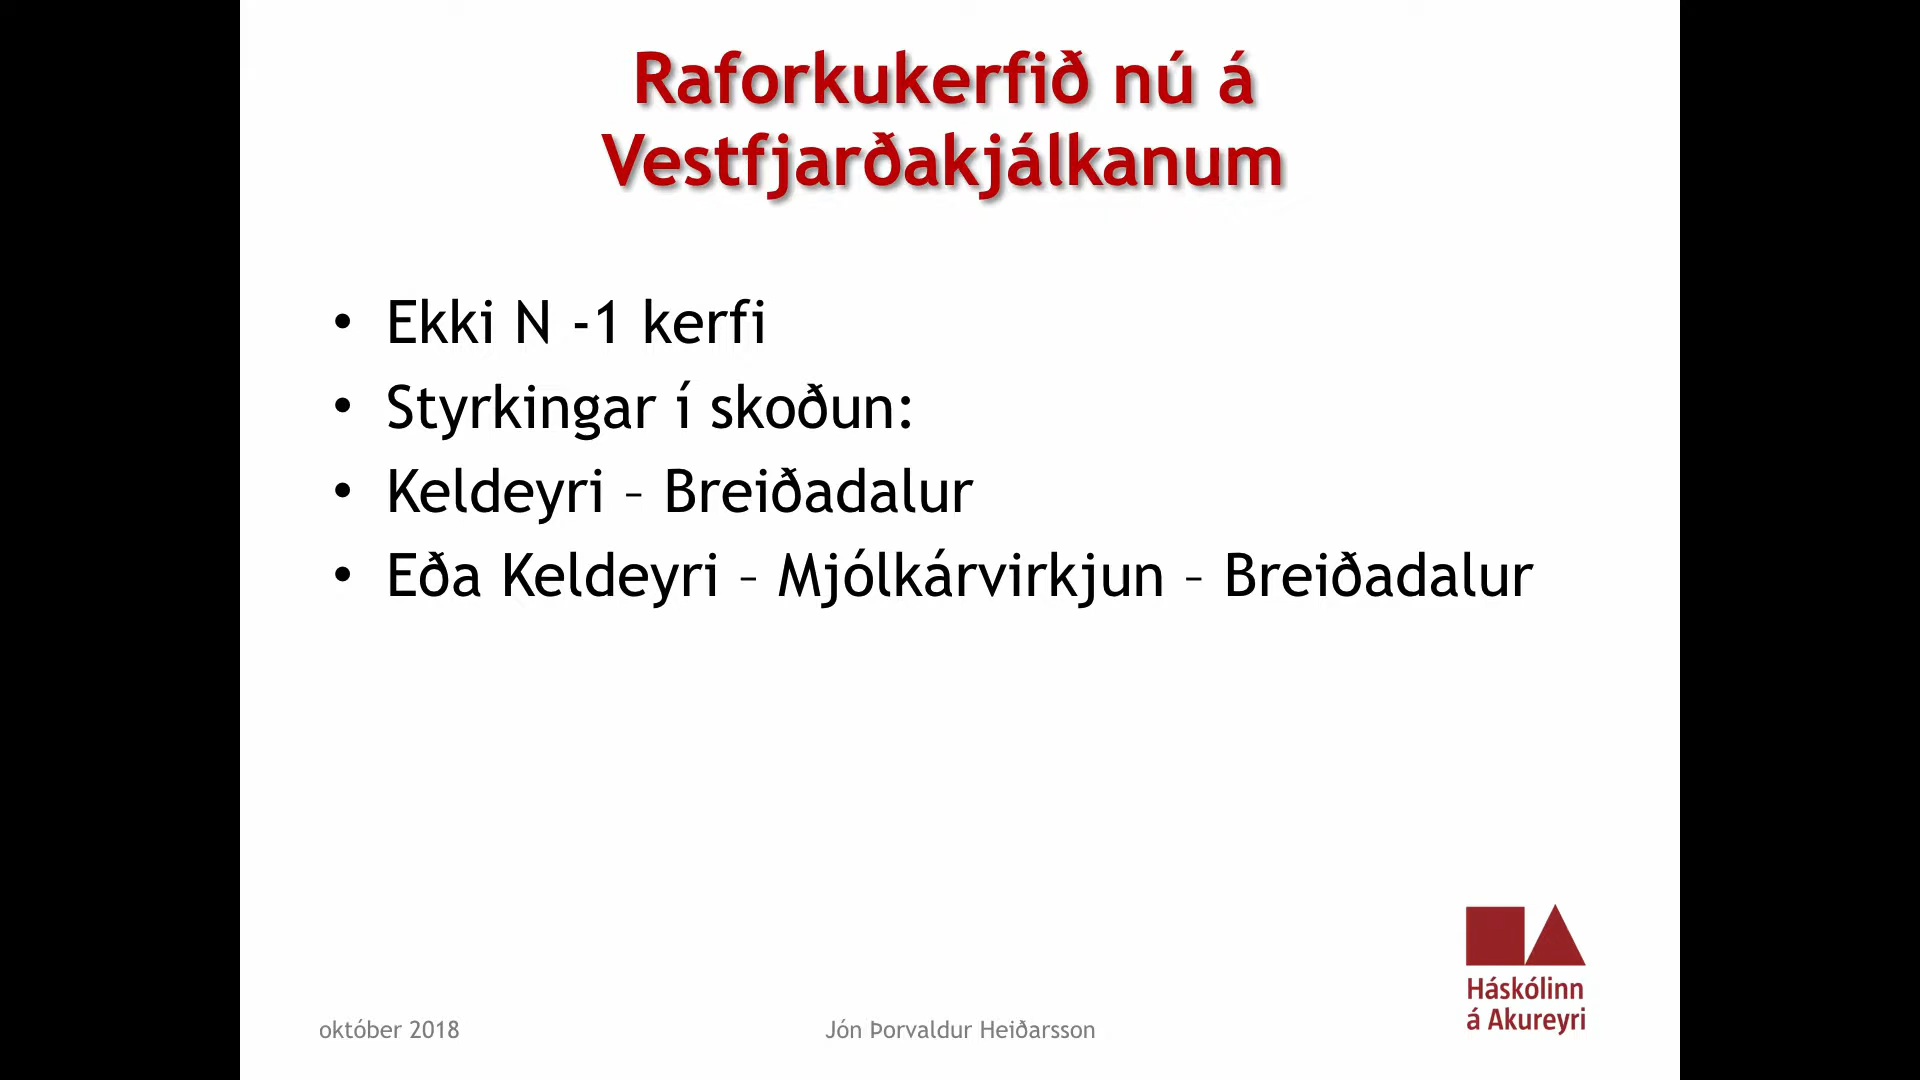 Raforkukerfið nú á
Vestfjarðakjálkanum
• Ekki N -1 kerfi
• Styrkingar í skoðun:
• Keldeyri – Breiðadalur
• Eða Keldeyri – Mjólkárvirkjun – Breiðadalur
Háskólinn
á Akureyri
október 2018
Jón Þorvaldur Heiðarsson